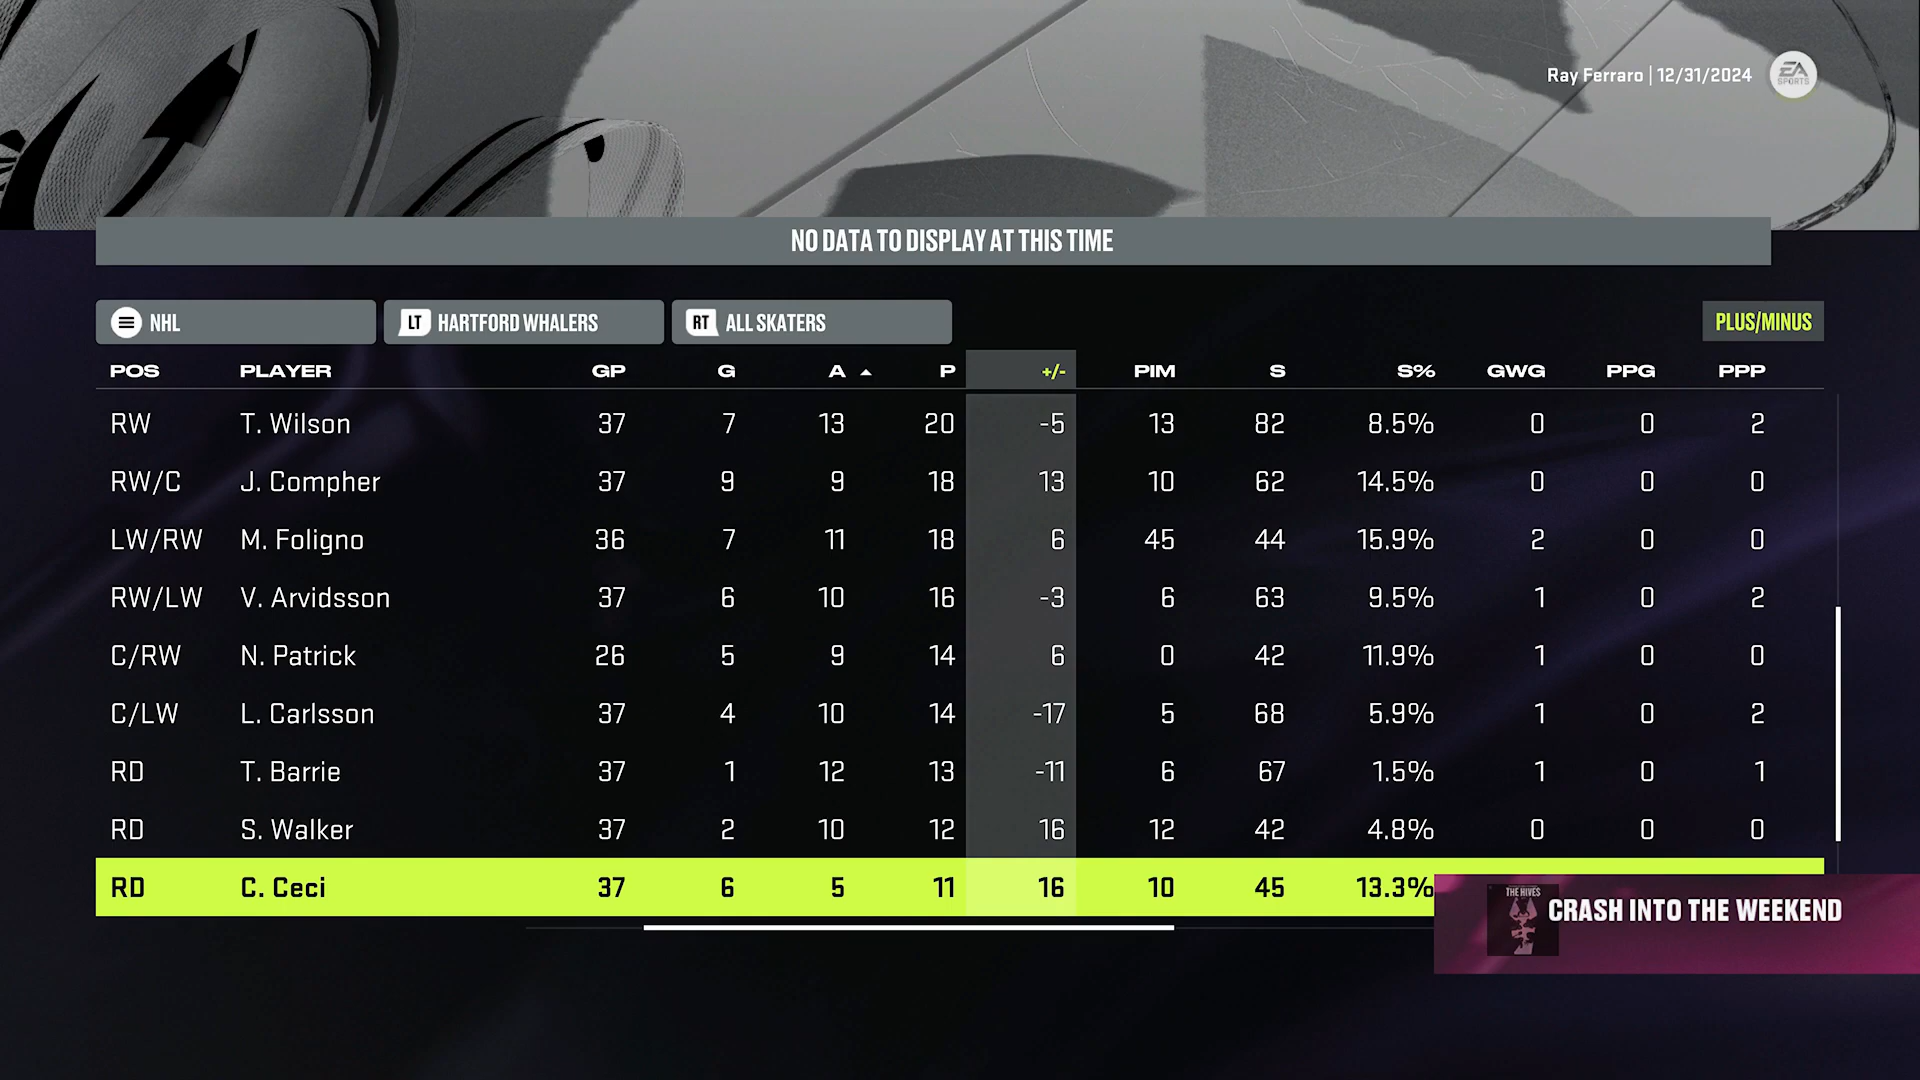 Ray Ferraro | 12/31/2024 EA SPORTS
NO DATA TO DISPLAY AT THIS TIME
NHL LT HARTFORD WHALERS RT ALL SKATERS PLUS/MINUS
POS PLAYER GP G A P +/- PIM S S% GWG PPG PPP
RW T. Wilson 37 7 13 20 -5 13 82 8.5% 0 0 2
RW/C J. Compher 37 9 9 18 13 10 62 14.5% 0 0 0
LW/RW M. Foligno 36 7 11 18 6 45 44 15.9% 2 0 0
RW/LW V. Arvidsson 37 6 10 16 -3 6 63 9.5% 1 0 2
C/RW N. Patrick 26 5 9 14 6 0 42 11.9% 1 0 0
C/LW L. Carlsson 37 4 10 14 -17 5 68 5.9% 1 0 2
RD T. Barrie 37 1 12 13 -11 6 67 1.5% 1 0 1
RD S. Walker 37 2 10 12 16 12 42 4.8% 0 0 0
RD C. Ceci 37 6 5 11 16 10 45 13.3%
THE HIVES
CRASH INTO THE WEEKEND